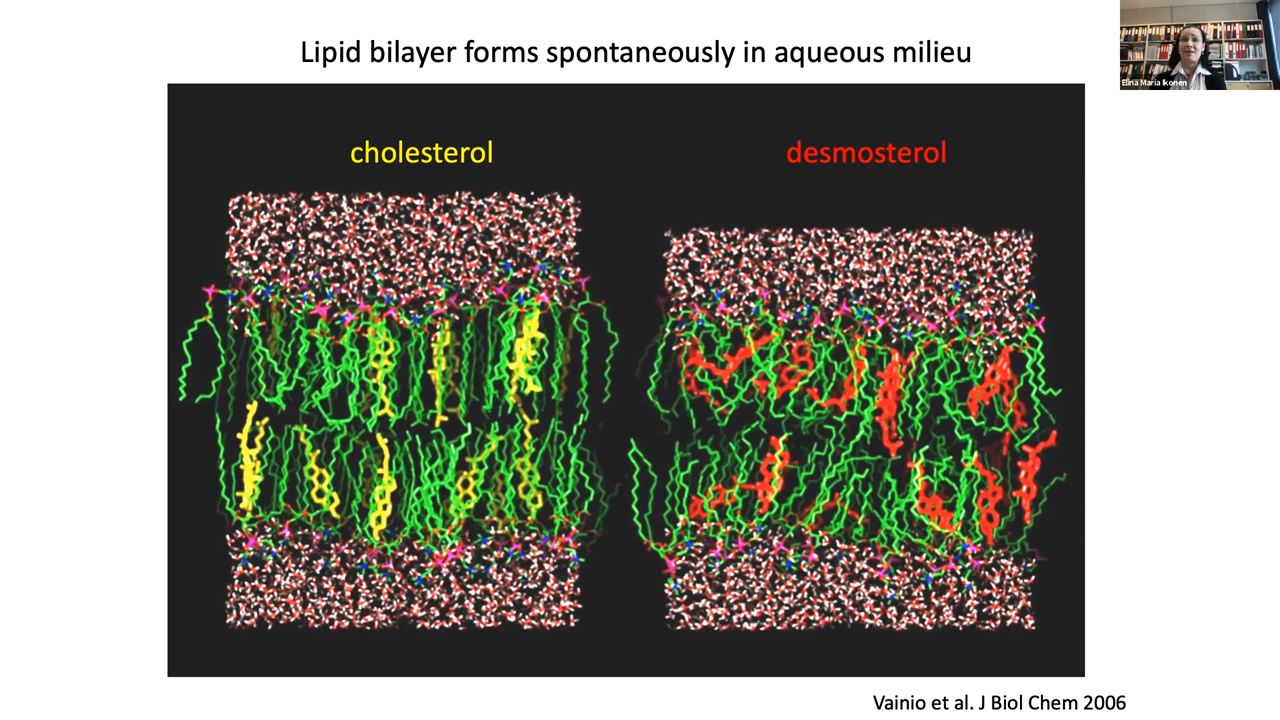 Lipid bilayer forms spontaneously in aqueous milieu
Elina Maria Ikonen
cholesterol
desmosterol
Vainio et al. J Biol Chem 2006